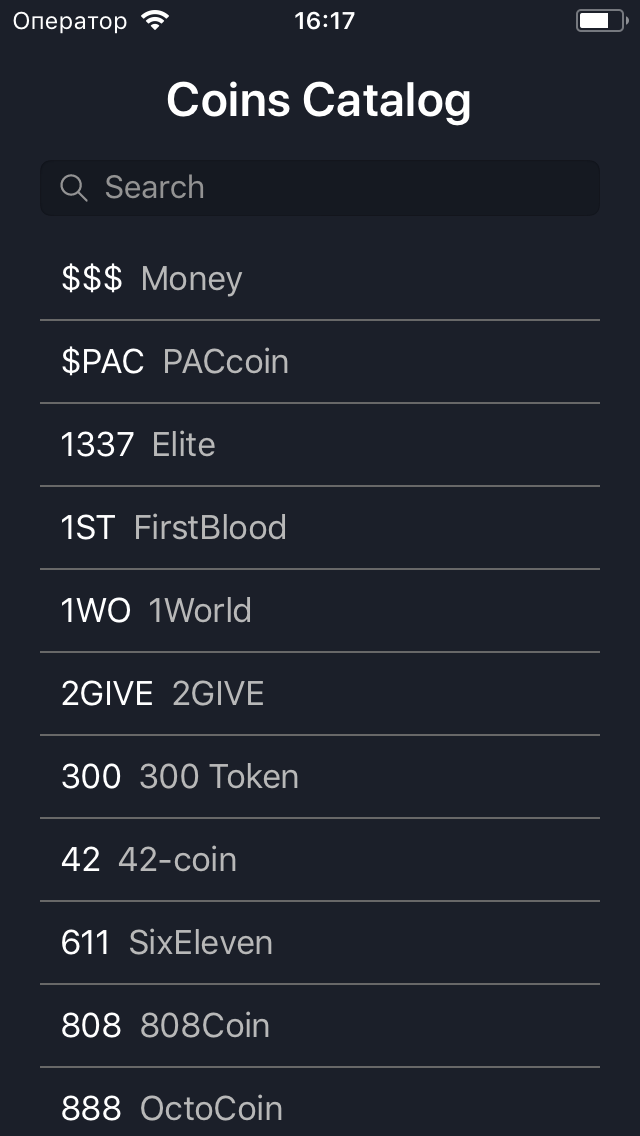 Оператор 16:17
Coins Catalog
Search
$$$ Money
$PAC PACcoin
1337 Elite
1ST FirstBlood
1WO 1World
2GIVE 2GIVE
300 300 Token
42 42-coin
611 SixEleven
808 808Coin
888 OctoCoin